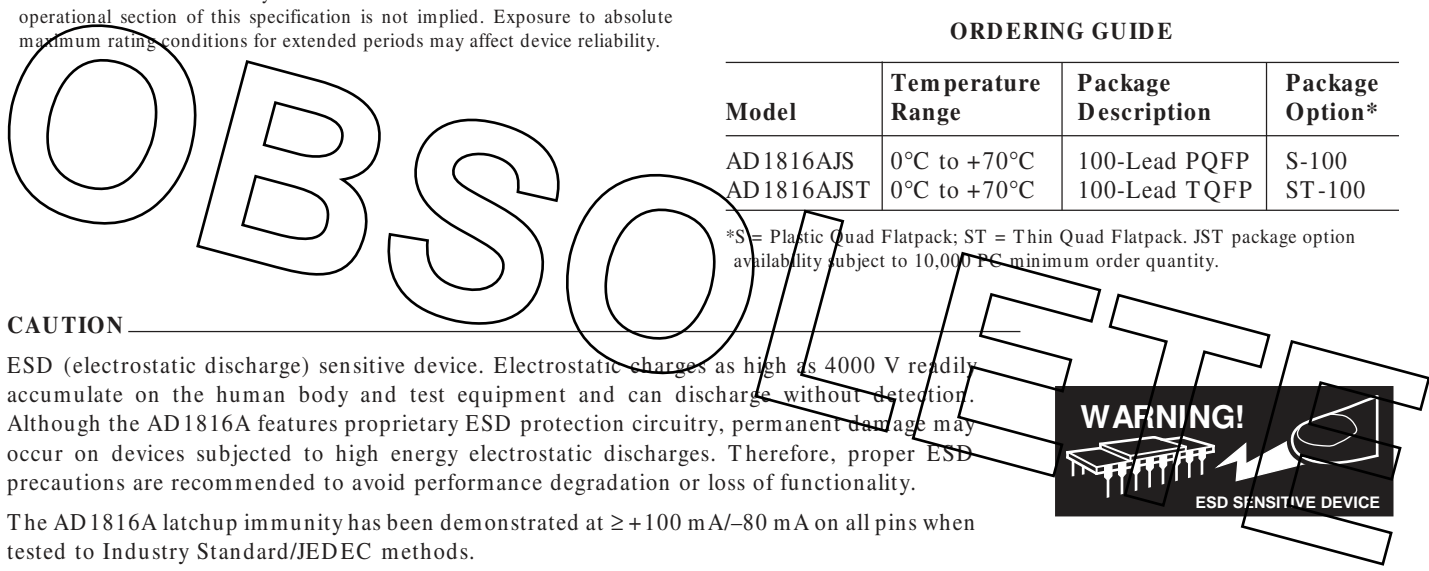 operational section of this specification is not implied. Exposure to absolute
maximum rating conditions for extended periods may affect device reliability.
ORDERING GUIDE
Model Temperature Range Package Description Package Option*
AD1816AJS 0°C to +70°C 100-Lead PQFP S-100
AD1816AJST 0°C to +70°C 100-Lead TQFP ST-100
*S = Plastic Quad Flatpack; ST = Thin Quad Flatpack. JST package option
availability subject to 10,000 PC minimum order quantity.
CAUTION
ESD (electrostatic discharge) sensitive device. Electrostatic charges as high as 4000 V readily
accumulate on the human body and test equipment and can discharge without detection.
Although the AD1816A features proprietary ESD protection circuitry, permanent damage may
occur on devices subjected to high energy electrostatic discharges. Therefore, proper ESD
precautions are recommended to avoid performance degradation or loss of functionality.
The AD1816A latchup immunity has been demonstrated at ≥ +100 mA/–80 mA on all pins when
tested to Industry Standard/JEDEC methods.
WARNING!
ESD SENSITIVE DEVICE
OBSOLETE